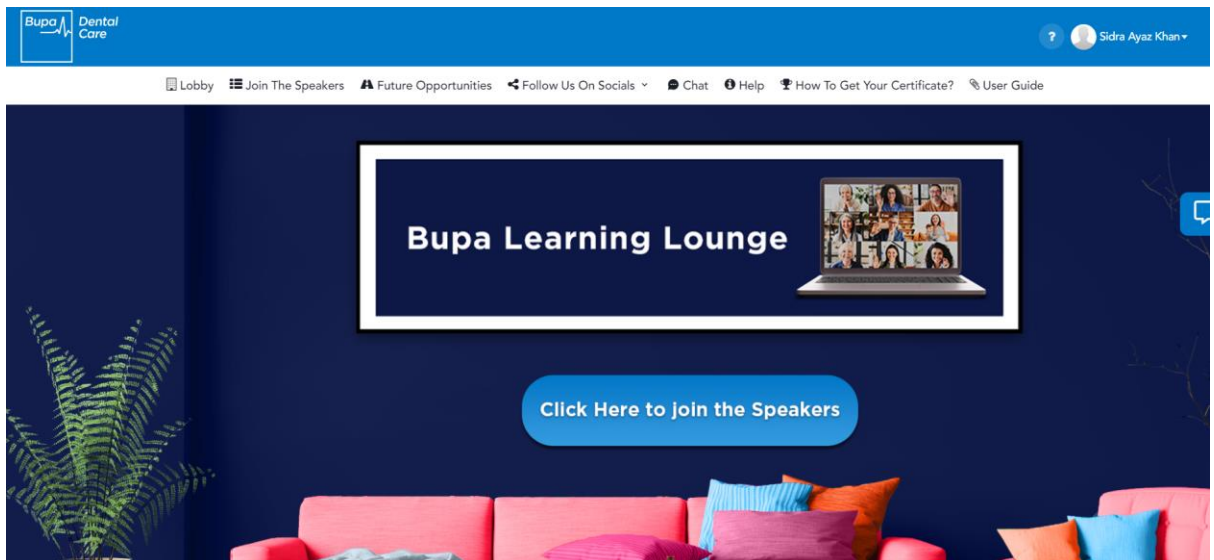 Bupa Dental
Care
? Sidra Ayaz Khan
Lobby Join The Speakers Future Opportunities Follow Us On Socials Chat Help How To Get Your Certificate? User Guide
Bupa Learning Lounge
Click Here to join the Speakers